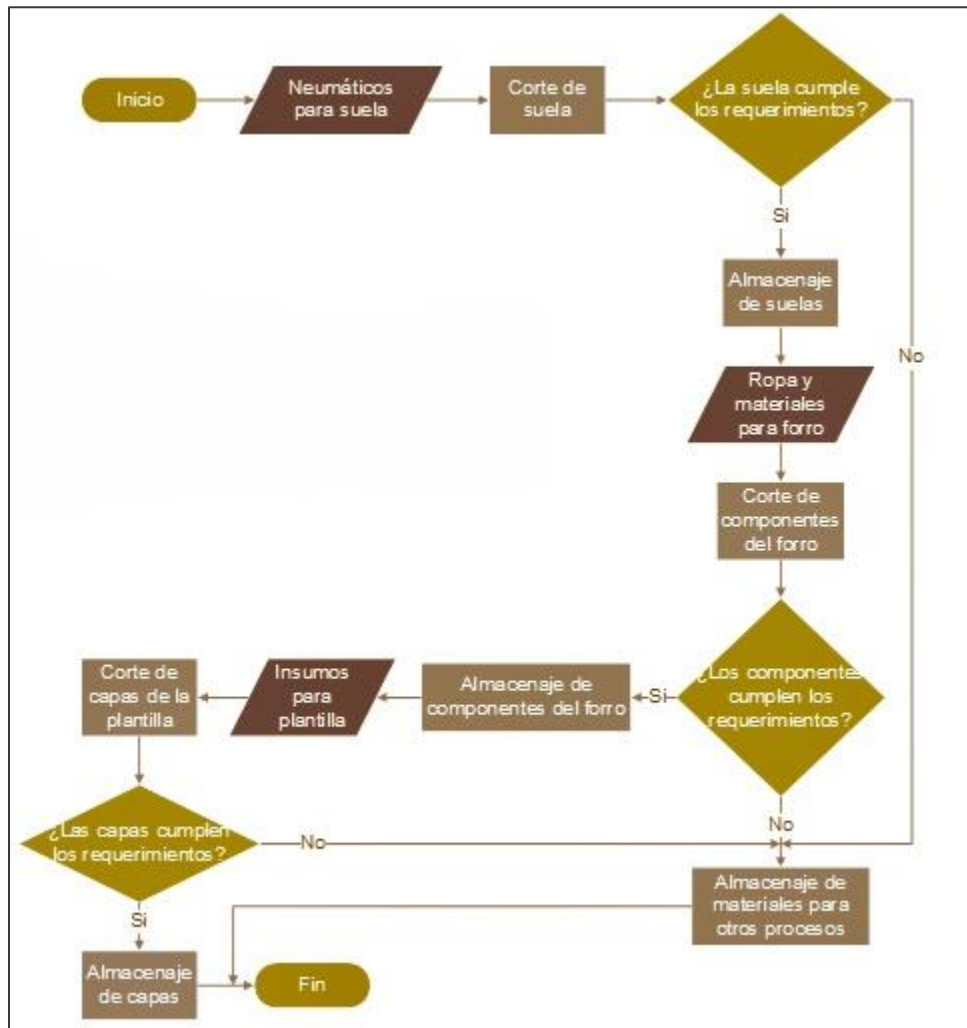 Inicio
Neumáticos
para suela
Corte de
suela
¿La suela cumple
los requerimientos?
Si
No
Almacenaje
de suelas
Ropa y
materiales
para forro
Corte de
componentes
del forro
¿Los componentes
cumplen los
requerimientos?
Si
No
Almacenaje de
componentes del forro
Insumos
para
plantilla
Corte de
capas de la
plantilla
¿Las capas cumplen
los requerimientos?
No
Si
Almacenaje de
materiales para
otros procesos
Almacenaje
de capas
Fin